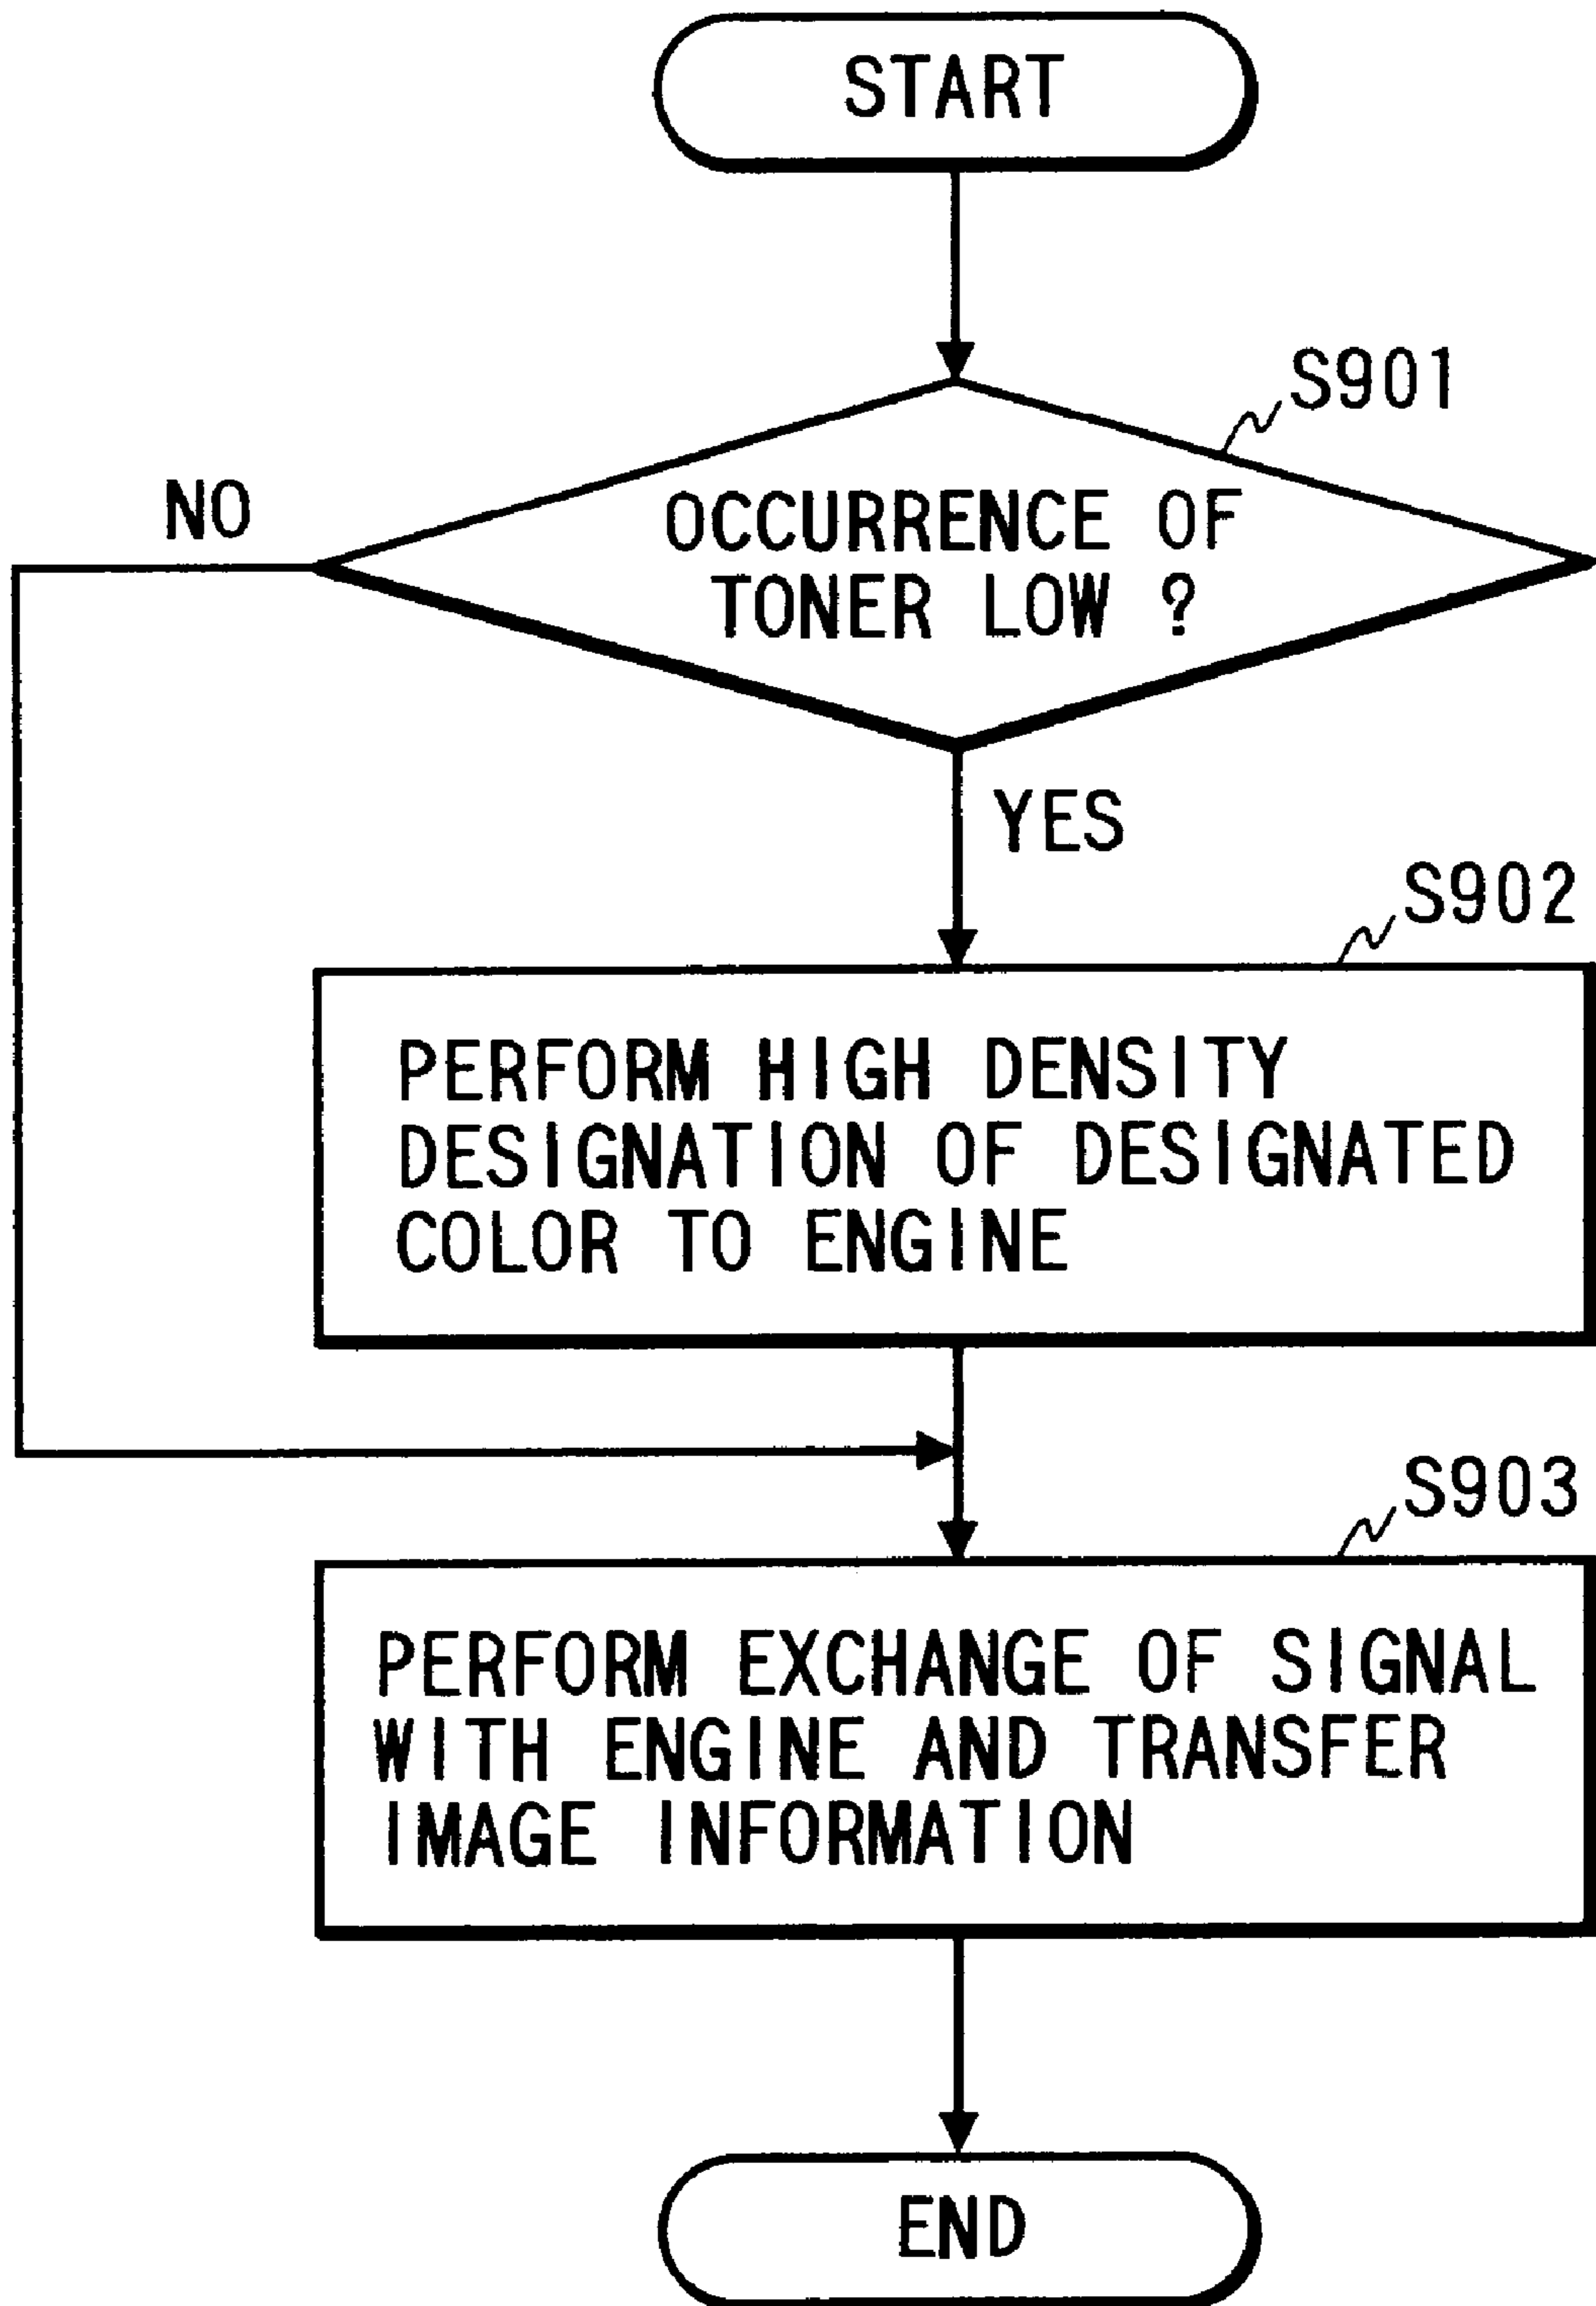 START
S901
NO
OCCURRENCE OF
TONER LOW ?
YES
S902
PERFORM HIGH DENSITY
DESIGNATION OF DESIGNATED
COLOR TO ENGINE
S903
PERFORM EXCHANGE OF SIGNAL
WITH ENGINE AND TRANSFER
IMAGE INFORMATION
END